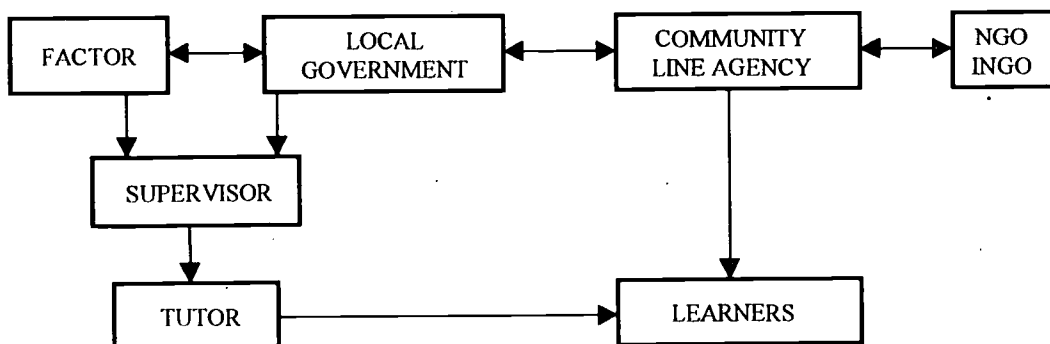 FACTOR
LOCAL
GOVERNMENT
COMMUNITY
LINE AGENCY
NGO
INGO
SUPERVISOR
TUTOR
LEARNERS